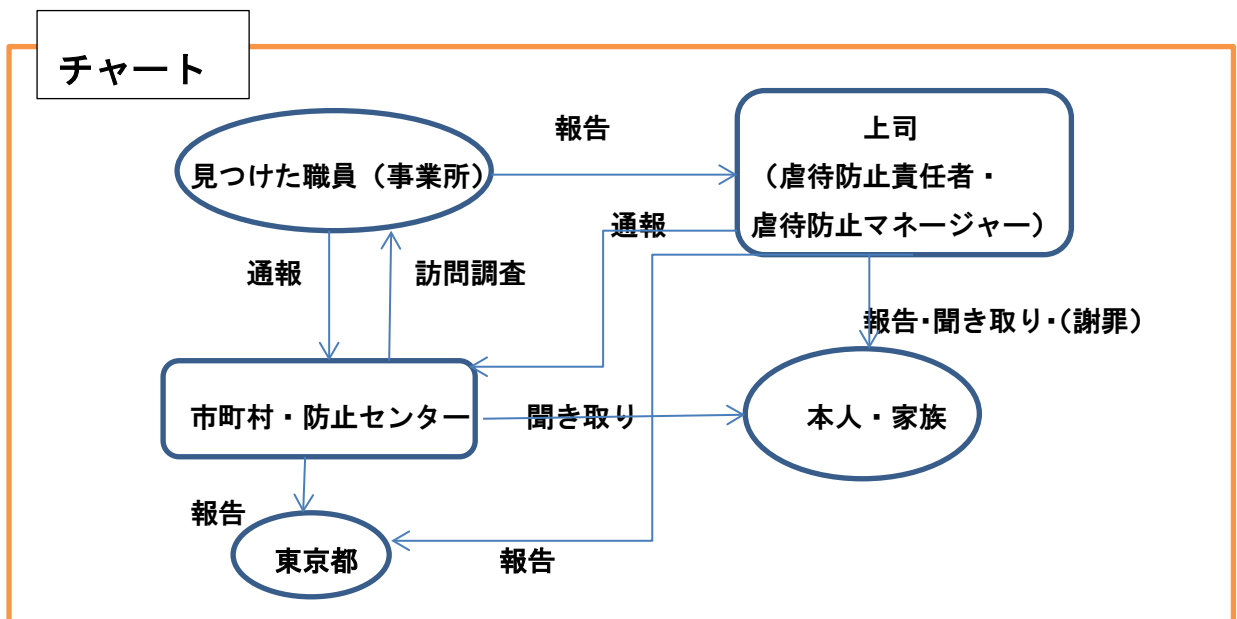 チャート
報告
上司
見つけた職員（事業所）
（虐待防止責任者・
虐待防止マネージャー）
通報
通報
訪問調査
報告・聞き取り・（謝罪）
市町村・防止センター
聞き取り
本人・家族
報告
東京都
報告